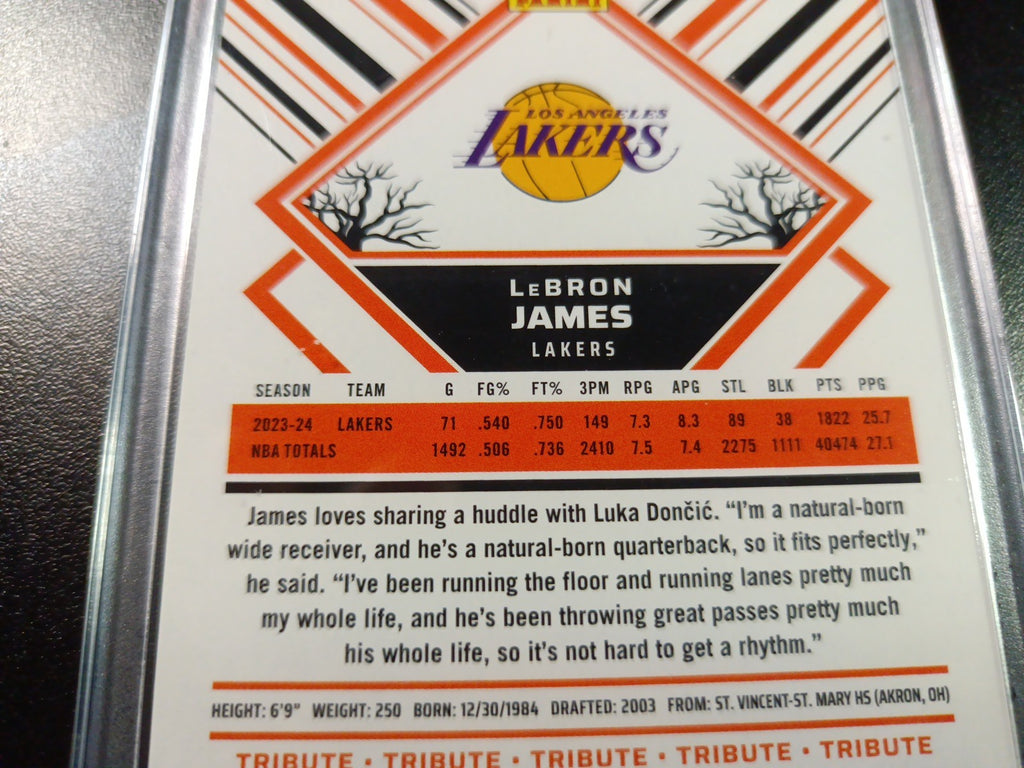 LOS ANGELES
LAKERS
LEBRON
JAMES
LAKERS
SEASON TEAM G FG% FT% 3PM RPG APG STL BLK PTS PPG
2023-24 LAKERS 71 .540 .750 149 7.3 8.3 89 38 1822 25.7
NBA TOTALS 1492 .506 .736 2410 7.5 7.4 2275 1111 40474 27.1
James loves sharing a huddle with Luka Dončić. “I’m a natural-born
wide receiver, and he’s a natural-born quarterback, so it fits perfectly,”
he said. “I’ve been running the floor and running lanes pretty much
my whole life, and he’s been throwing great passes pretty much
his whole life, so it’s not hard to get a rhythm.”
HEIGHT: 6'9" WEIGHT: 250 BORN: 12/30/1984 DRAFTED: 2003 FROM: ST. VINCENT-ST. MARY HS (AKRON, OH)
TRIBUTE • TRIBUTE • TRIBUTE • TRIBUTE • TRIBUTE